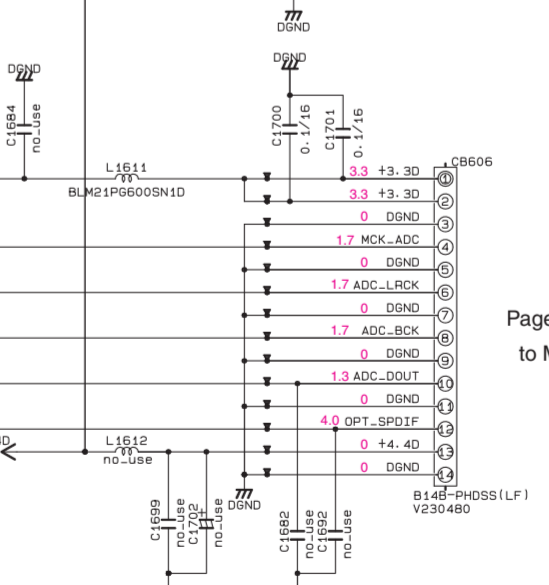 DGND
DGND
DGND
C1684
no_use
C1700
0.1/16
C1701
0.1/16
CB606
L1611
BLM21PG600SN1D
3.3 +3.3D 1
3.3 +3.3D 2
0 DGND 3
1.7 MCK_ADC 4
0 DGND 5
1.7 ADC_LRCK 6
0 DGND 7
1.7 ADC_BCK 8
0 DGND 9
1.3 ADC_DOUT 10
0 DGND 11
4.0 OPT_SPDIF 12
0 +4.4D 13
0 DGND 14
Page
to M
D
L1612
no_use
DGND
B14B-PHDSS(LF)
V230480
C1699
no_use
C1702
+
no_use
C1682
no_use
C1692
no_use